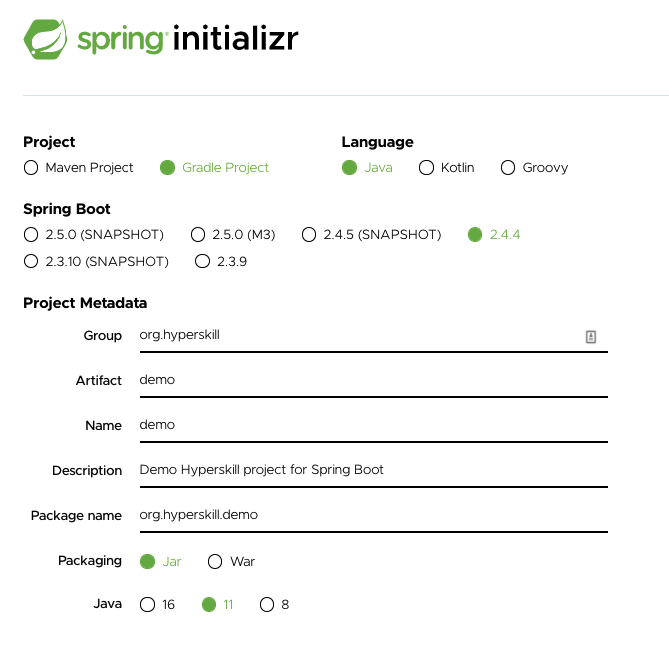 spring initializr
Project
Language
Maven Project Gradle Project
Java Kotlin Groovy
Spring Boot
2.5.0 (SNAPSHOT) 2.5.0 (M3) 2.4.5 (SNAPSHOT) 2.4.4
2.3.10 (SNAPSHOT) 2.3.9
Project Metadata
Group org.hyperskill
Artifact demo
Name demo
Description Demo Hyperskill project for Spring Boot
Package name org.hyperskill.demo
Packaging Jar War
Java 16 11 8